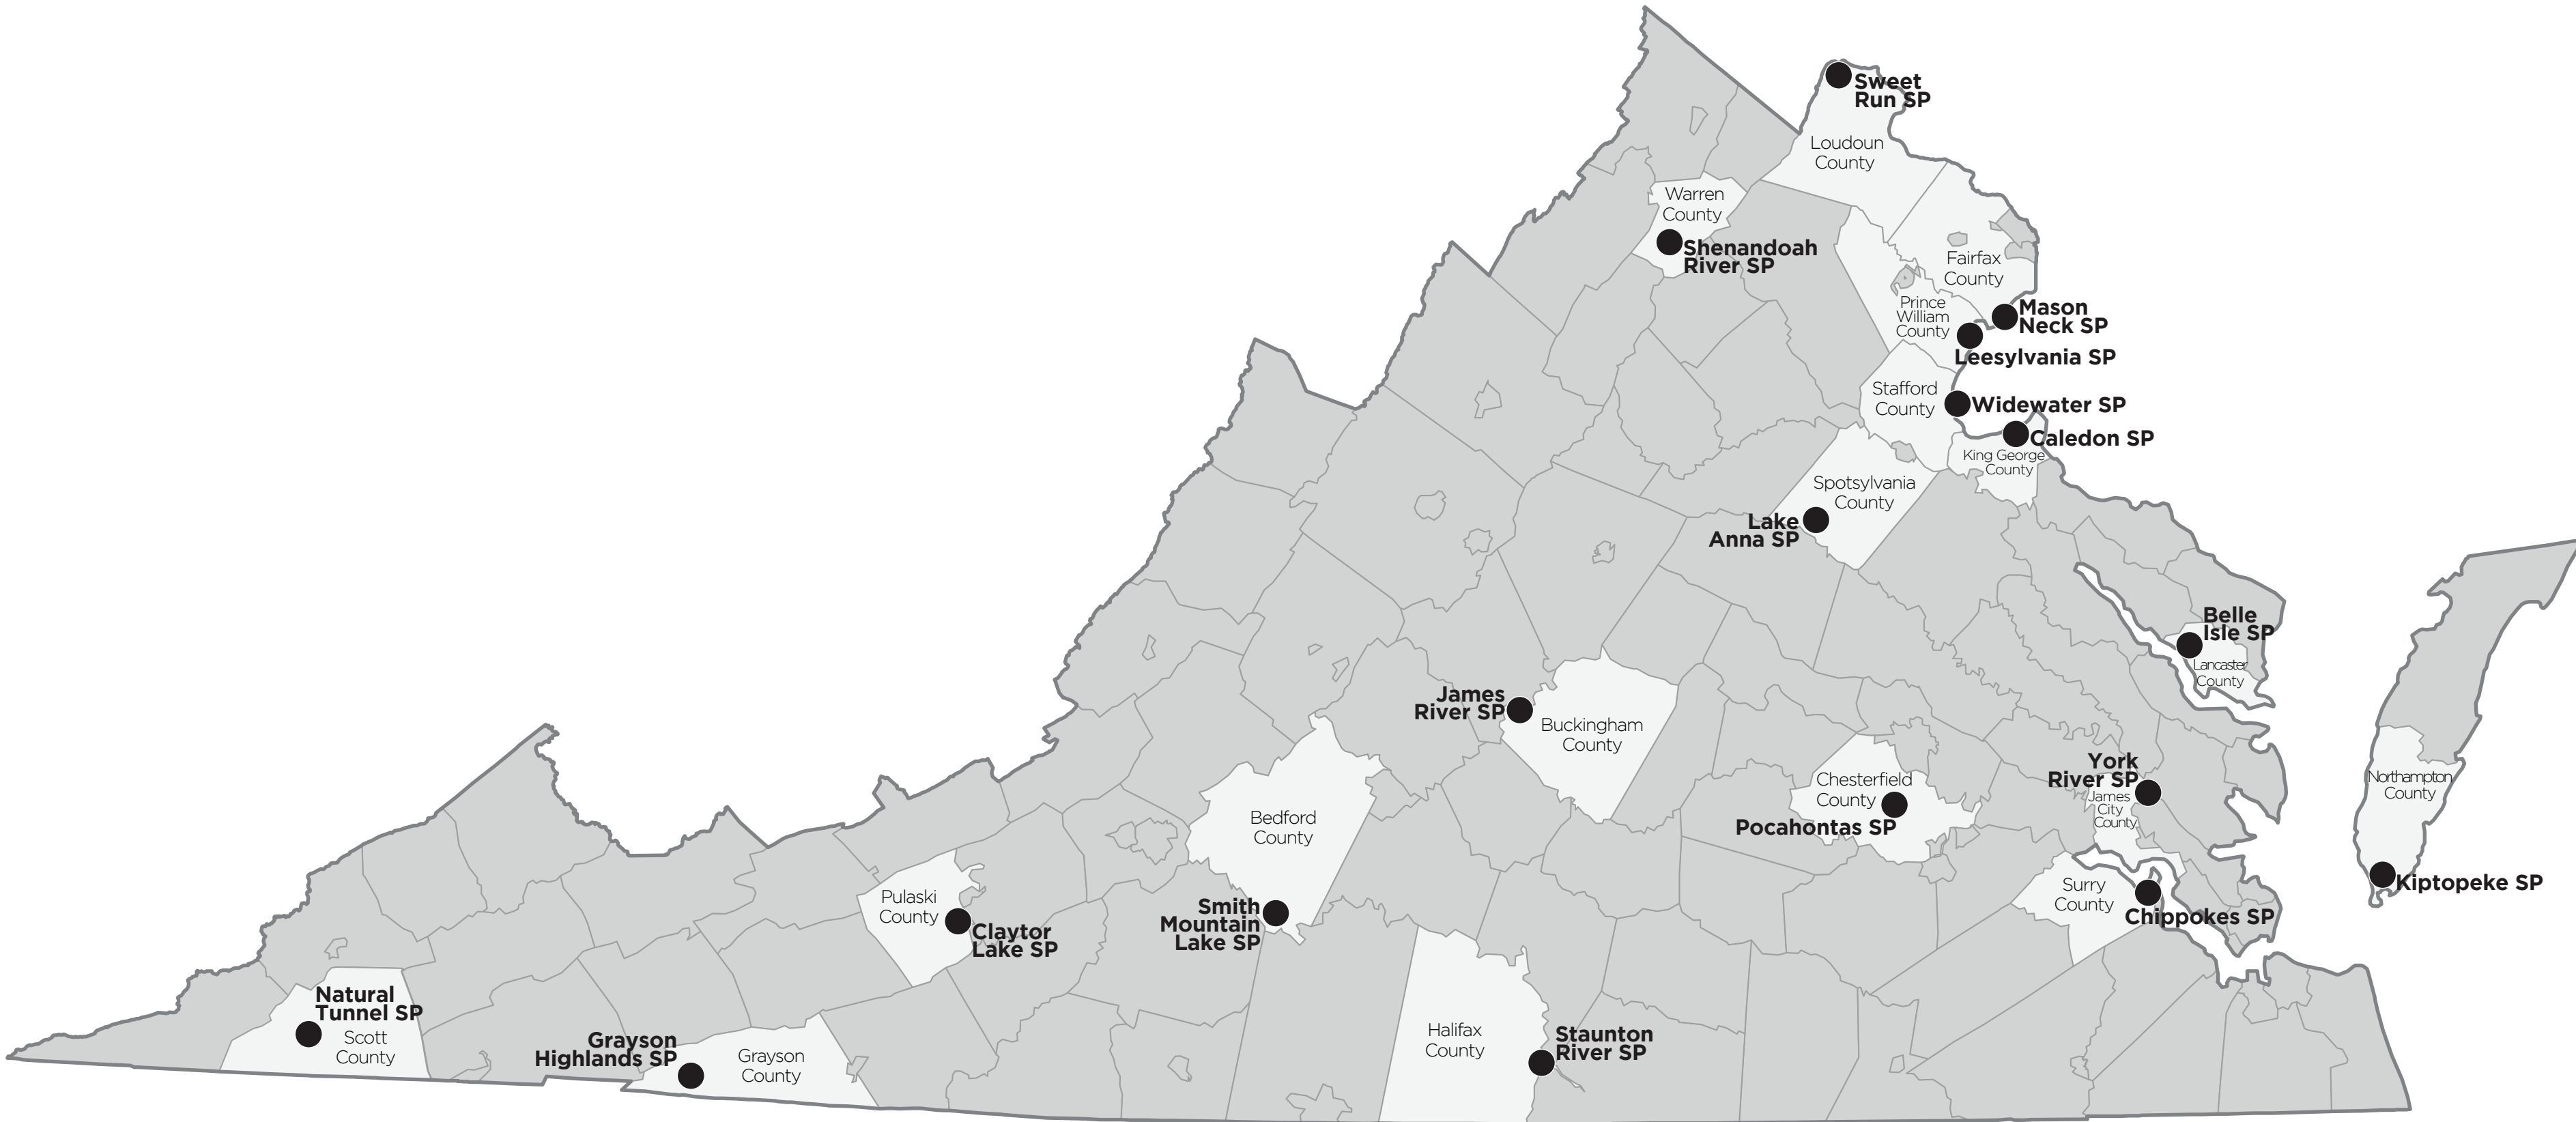 Sweet
Run SP
Loudoun
County
Warren
County
Shenandoah
River SP
Fairfax
County
Prince
William
County
Mason
Neck SP
Leesylvania SP
Stafford
County
Widewater SP
Caledon SP
King George
County
Spotsylvania
County
Lake
Anna SP
Belle
Isle SP
Lancaster
County
James
River SP
Buckingham
County
York
River SP
James
City
County
Chesterfield
County
Pocahontas SP
Northampton
County
Kiptopeke SP
Bedford
County
Smith
Mountain
Lake SP
Pulaski
County
Claytor
Lake SP
Surry
County
Chippokes SP
Natural
Tunnel SP
Scott
County
Grayson
Highlands SP
Grayson
County
Halifax
County
Staunton
River SP